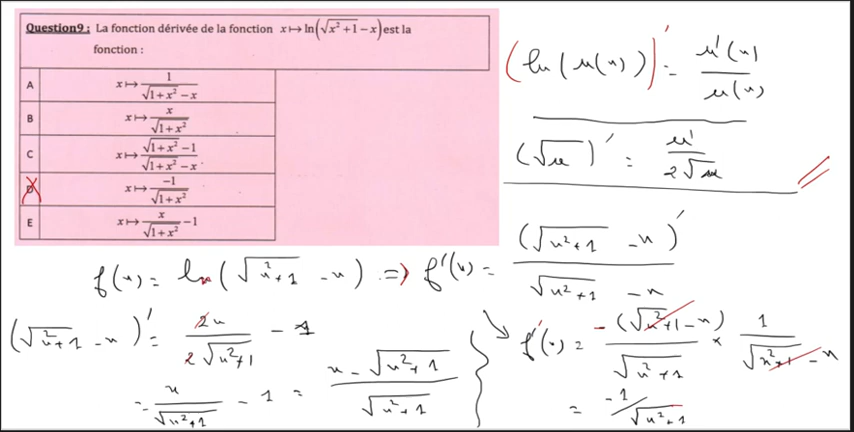 Question9 : La fonction dérivée de la fonction x ↦ ln(√(x²+1) − x) est la
fonction :
A x ↦ 1/(√(1+x²) − x)
B x ↦ x/√(1+x²)
C x ↦ (√(1+x²) − 1)/(√(1+x²) − x)
D x ↦ −1/√(1+x²)
E x ↦ x/√(1+x²) − 1
(ln(u(x)))' = u'(x)/u(x)
(√u)' = u'/(2√u)
f(x) = ln(√(x²+1) − x) => f'(x) = (√(x²+1) − x)'/(√(x²+1) − x)
(√(x²+1) − x)' = 2x/(2√(x²+1)) − 1
= x/√(x²+1) − 1 = (x − √(x²+1))/√(x²+1)
f'(x) = −(√(x²+1) − x)/√(x²+1) × 1/(√(x²+1) − x)
= −1/√(x²+1)